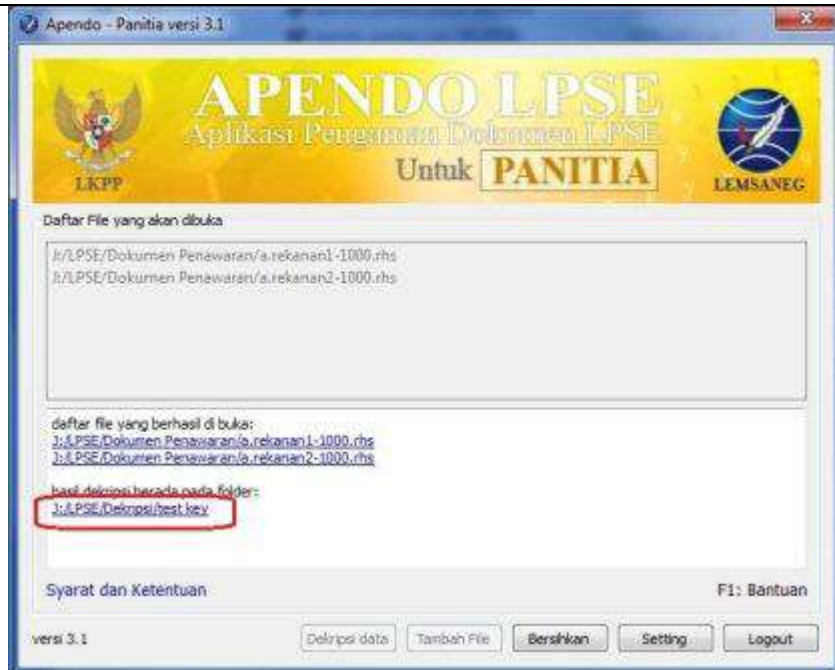 Apendo - Panitia versi 3.1
APENDO LPSE
Aplikasi Pengaman Dokumen LPSE
Untuk PANITIA
LKPP
LEMSANEG
Daftar File yang akan dibuka
J:/LPSE/Dokumen Penawaran/a.rekanan1-1000.rhs
J:/LPSE/Dokumen Penawaran/a.rekanan2-1000.rhs
daftar file yang berhasil di buka:
J:/LPSE/Dokumen Penawaran/a.rekanan1-1000.rhs
J:/LPSE/Dokumen Penawaran/a.rekanan2-1000.rhs
hasil dekripsi berada pada folder:
J:/LPSE/Dekripsi/test key
Syarat dan Ketentuan
F1: Bantuan
versi 3.1
Dekripsi data
Tambah File
Bersihkan
Setting
Logout